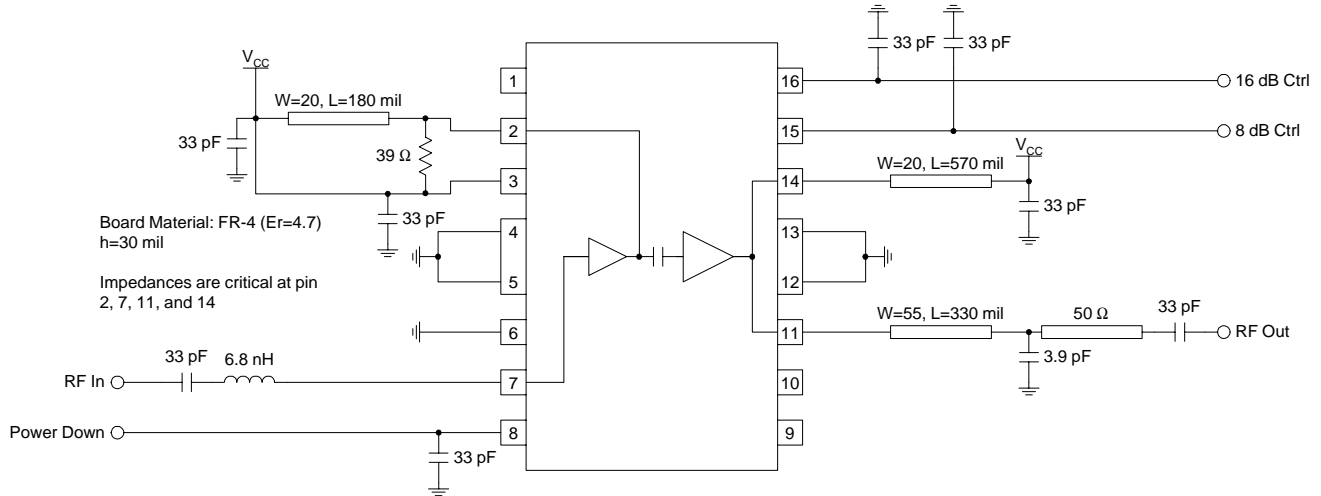 33 pF
33 pF
V_CC
W=20, L=180 mil
33 pF
39 Ω
33 pF
Board Material: FR-4 (Er=4.7)
h=30 mil
Impedances are critical at pin
2, 7, 11, and 14
33 pF
6.8 nH
RF In
Power Down
33 pF
1
2
3
4
5
6
7
8
16
15
14
13
12
11
10
9
16 dB Ctrl
8 dB Ctrl
V_CC
W=20, L=570 mil
33 pF
W=55, L=330 mil
50 Ω
33 pF
RF Out
3.9 pF